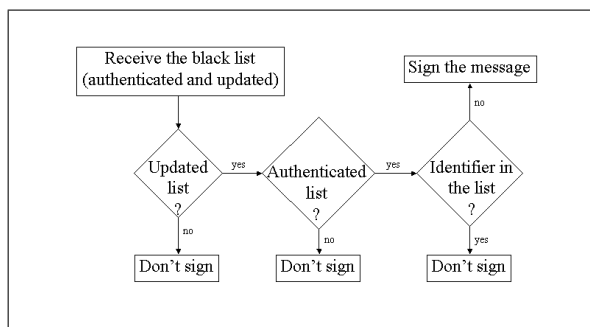 Receive the black list
(authenticated and updated)
Sign the message
no
Updated
list
?
yes
Authenticated
list
?
yes
Identifier in
the list
?
no
no
yes
Don't sign
Don't sign
Don't sign